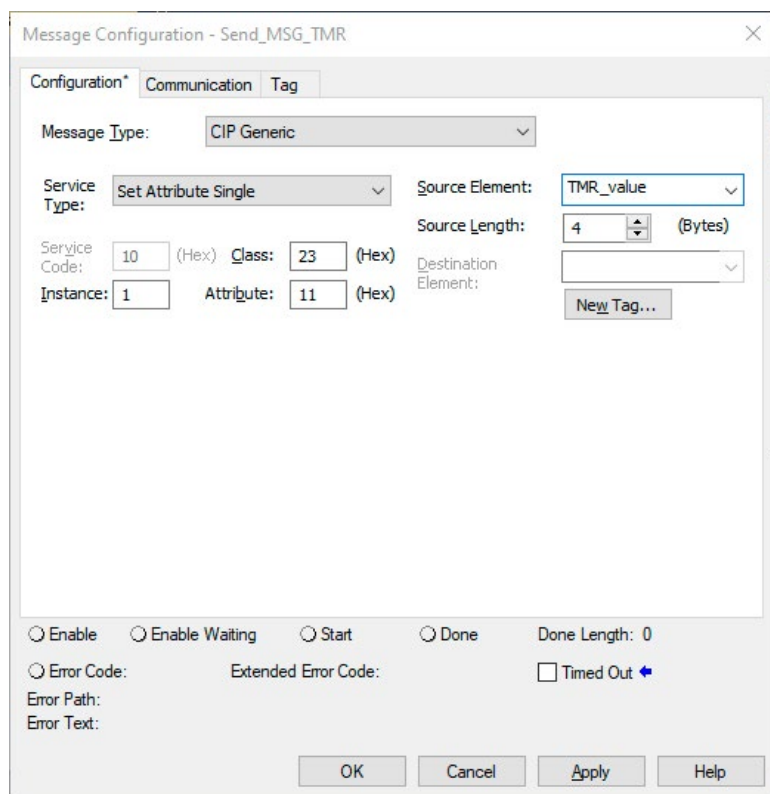 Message Configuration - Send_MSG_TMR
Configuration* Communication Tag
Message Type: CIP Generic
Service Type: Set Attribute Single
Source Element: TMR_value
Source Length: 4 (Bytes)
Service Code: 10 (Hex) Class: 23 (Hex)
Destination Element:
Instance: 1 Attribute: 11 (Hex)
New Tag...
Enable Enable Waiting Start Done Done Length: 0
Error Code: Extended Error Code: Timed Out
Error Path:
Error Text:
OK Cancel Apply Help